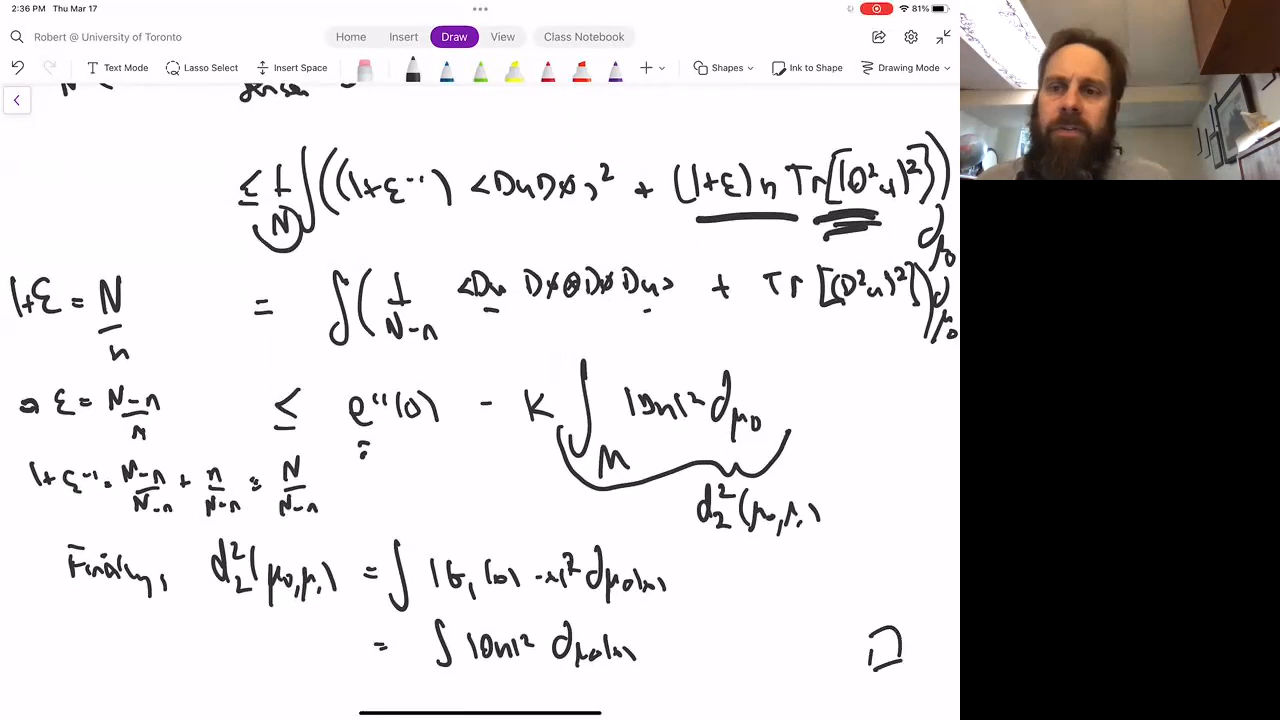 2:36 PM Thu Mar 17
81%
Robert @ University of Toronto
Home Insert Draw View Class Notebook
Text Mode Lasso Select Insert Space Shapes Ink to Shape Drawing Mode
≤ 1/N ∫((1+ε⁻¹) <Du Dφ>² + (1+ε) n Tr[(D²u)²]) dμ₀
1+ε = N/n
= ∫(1/(N-n) <Du Dφ⊗Dφ Du> + Tr[(D²u)²]) dμ₀
⇒ ε = (N-n)/n
≤ e''(0) - K ∫_M |Du|² dμ₀
1+ε⁻¹ = (N-n)/(N-n) + n/(N-n) = N/(N-n)
d₂²(μ₀,μ₁)
Finally, d₂²(μ₀,μ₁) = ∫ |G₁(x) - x|² dμ₀(x)
= ∫ |Du|² dμ₀(x) □